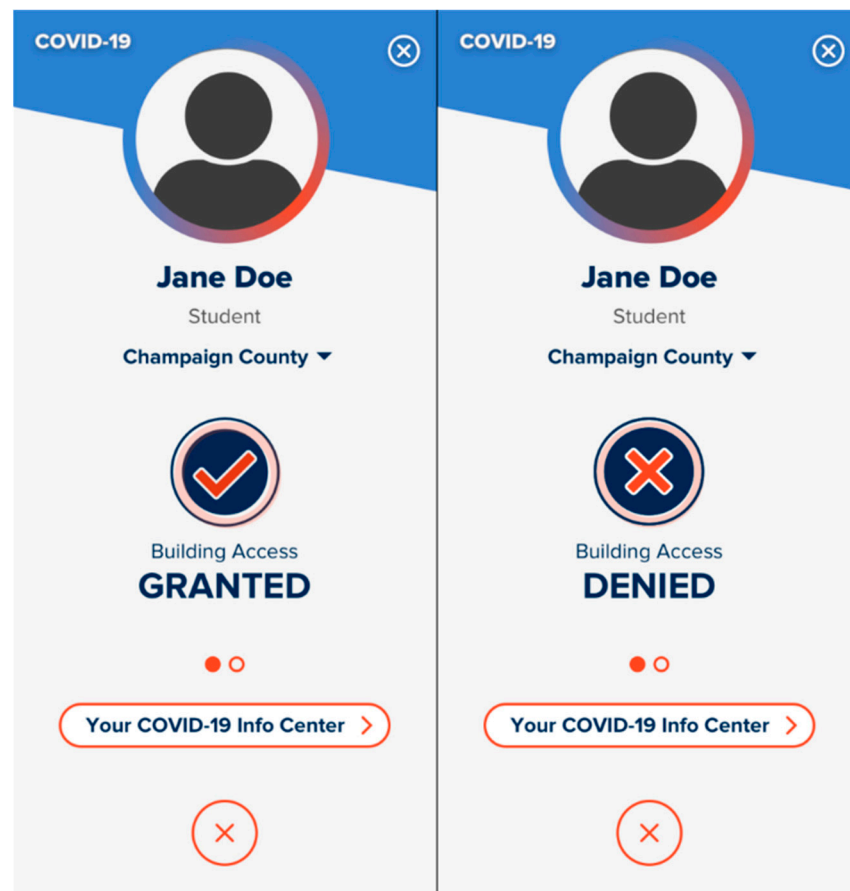 COVID-19
Jane Doe
Student
Champaign County
Building Access
GRANTED
Your COVID-19 Info Center
COVID-19
Jane Doe
Student
Champaign County
Building Access
DENIED
Your COVID-19 Info Center